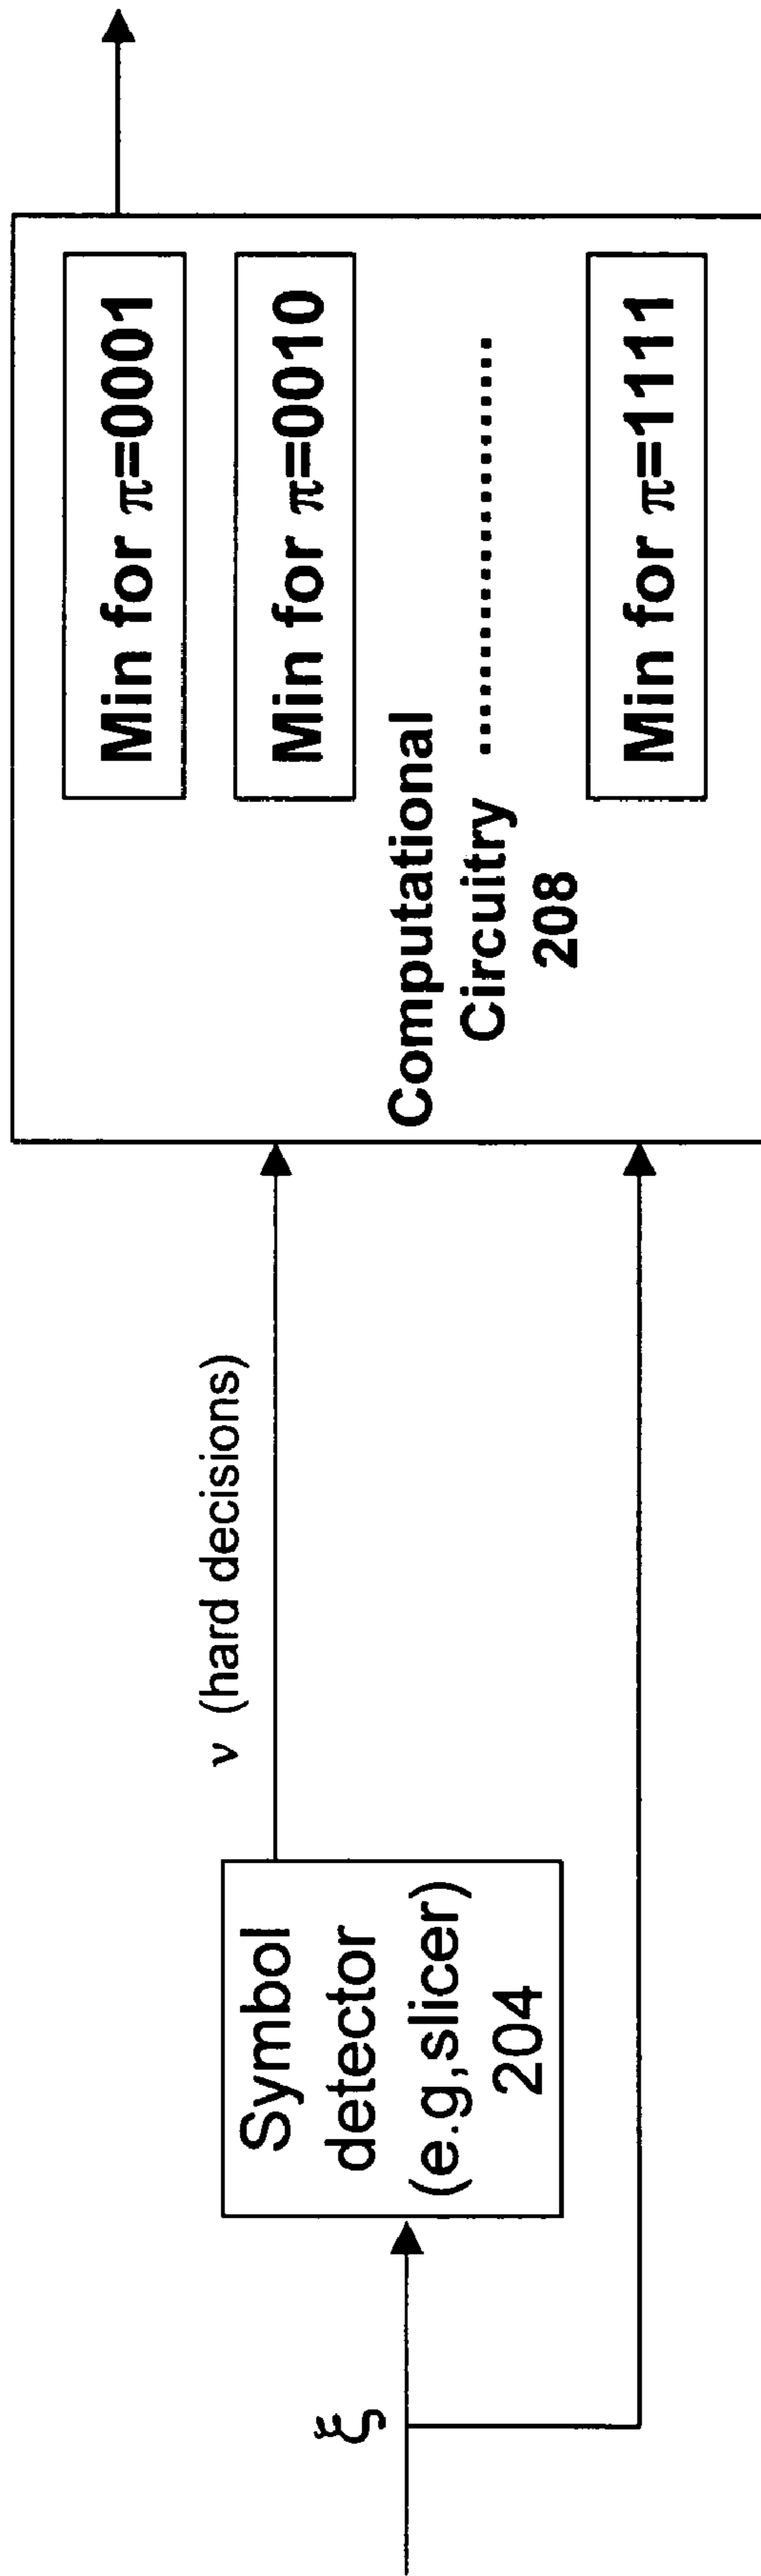 ξ
Symbol
detector
(e.g,slicer)
204
ν (hard decisions)
Min for π=0001
Min for π=0010
Computational
Circuitry ....................
208
Min for π=1111